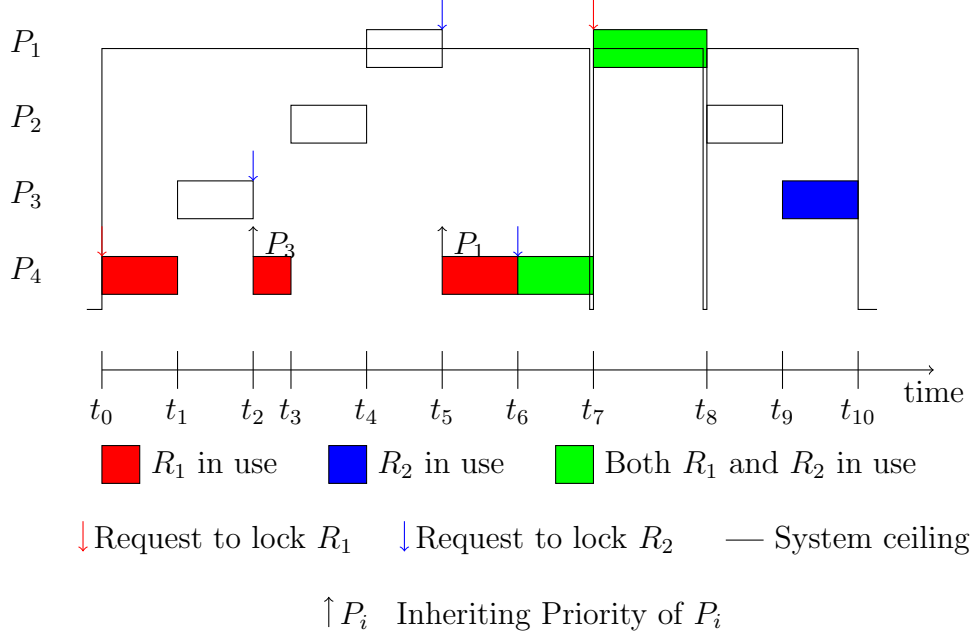 P1
P2
P3
P3
P1
P4
time
t0 t1 t2 t3 t4 t5 t6 t7 t8 t9 t10
R1 in use R2 in use Both R1 and R2 in use
Request to lock R1 Request to lock R2 System ceiling
Pi Inheriting Priority of Pi